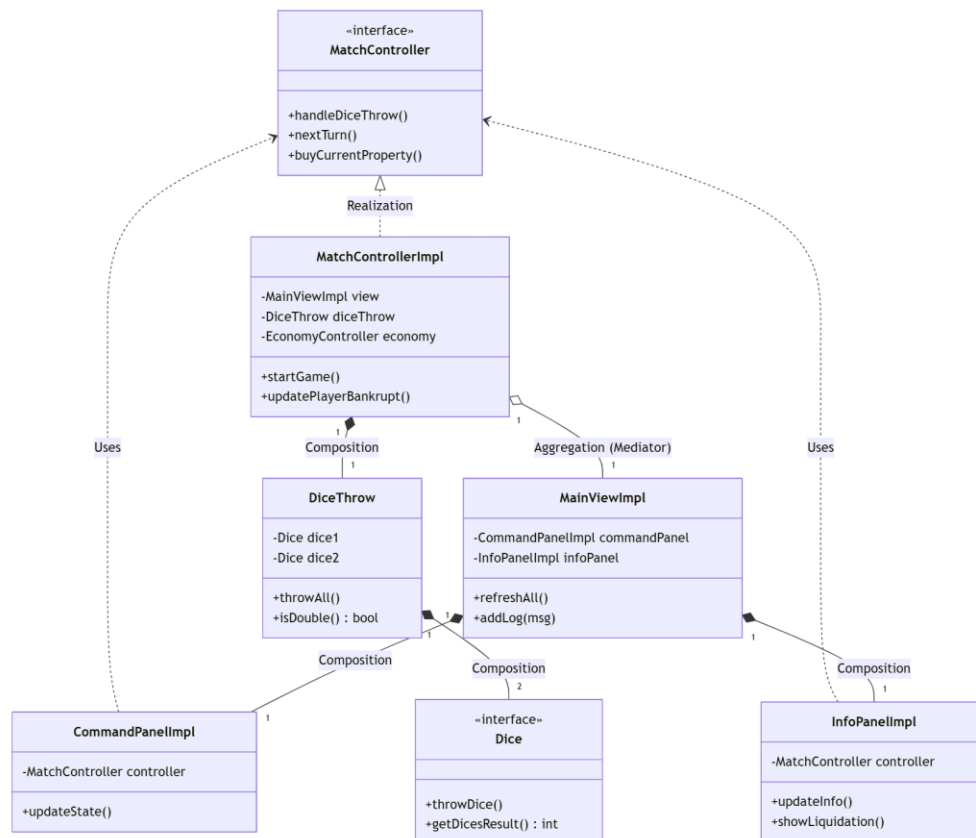 «interface»
MatchController
+handleDiceThrow()
+nextTurn()
+buyCurrentProperty()
Realization
MatchControllerImpl
-MainViewImpl view
-DiceThrow diceThrow
-EconomyController economy
+startGame()
+updatePlayerBankrupt()
1
1
Uses
Composition
Aggregation (Mediator)
Uses
1
1
DiceThrow
-Dice dice1
-Dice dice2
+throwAll()
+isDouble() : bool
MainViewImpl
-CommandPanelImpl commandPanel
-InfoPanelImpl infoPanel
+refreshAll()
+addLog(msg)
1
1
1
Composition
Composition
Composition
1
2
1
CommandPanelImpl
-MatchController controller
+updateState()
«interface»
Dice
+throwDice()
+getDicesResult() : int
InfoPanelImpl
-MatchController controller
+updateInfo()
+showLiquidation()